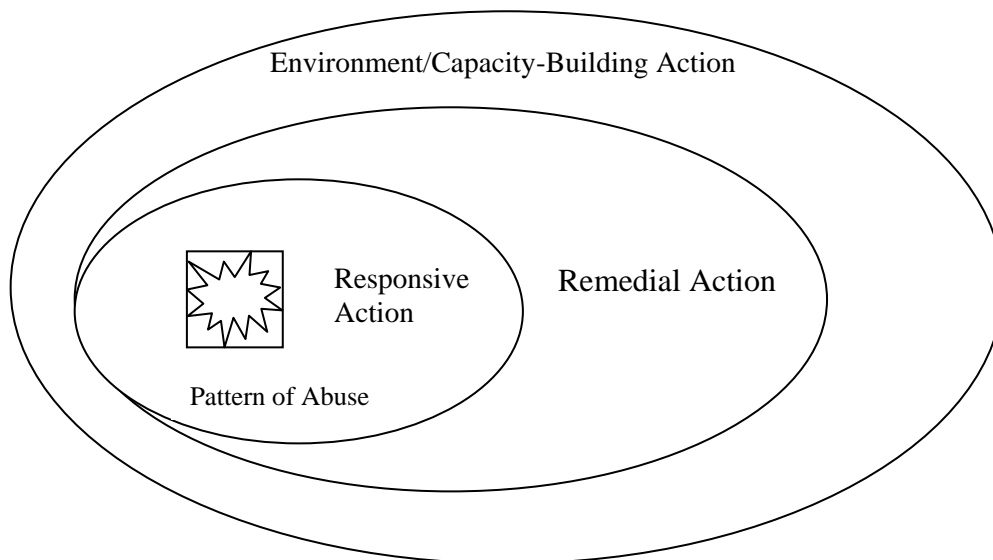 Environment/Capacity-Building Action
Responsive
Action
Remedial Action
Pattern of Abuse